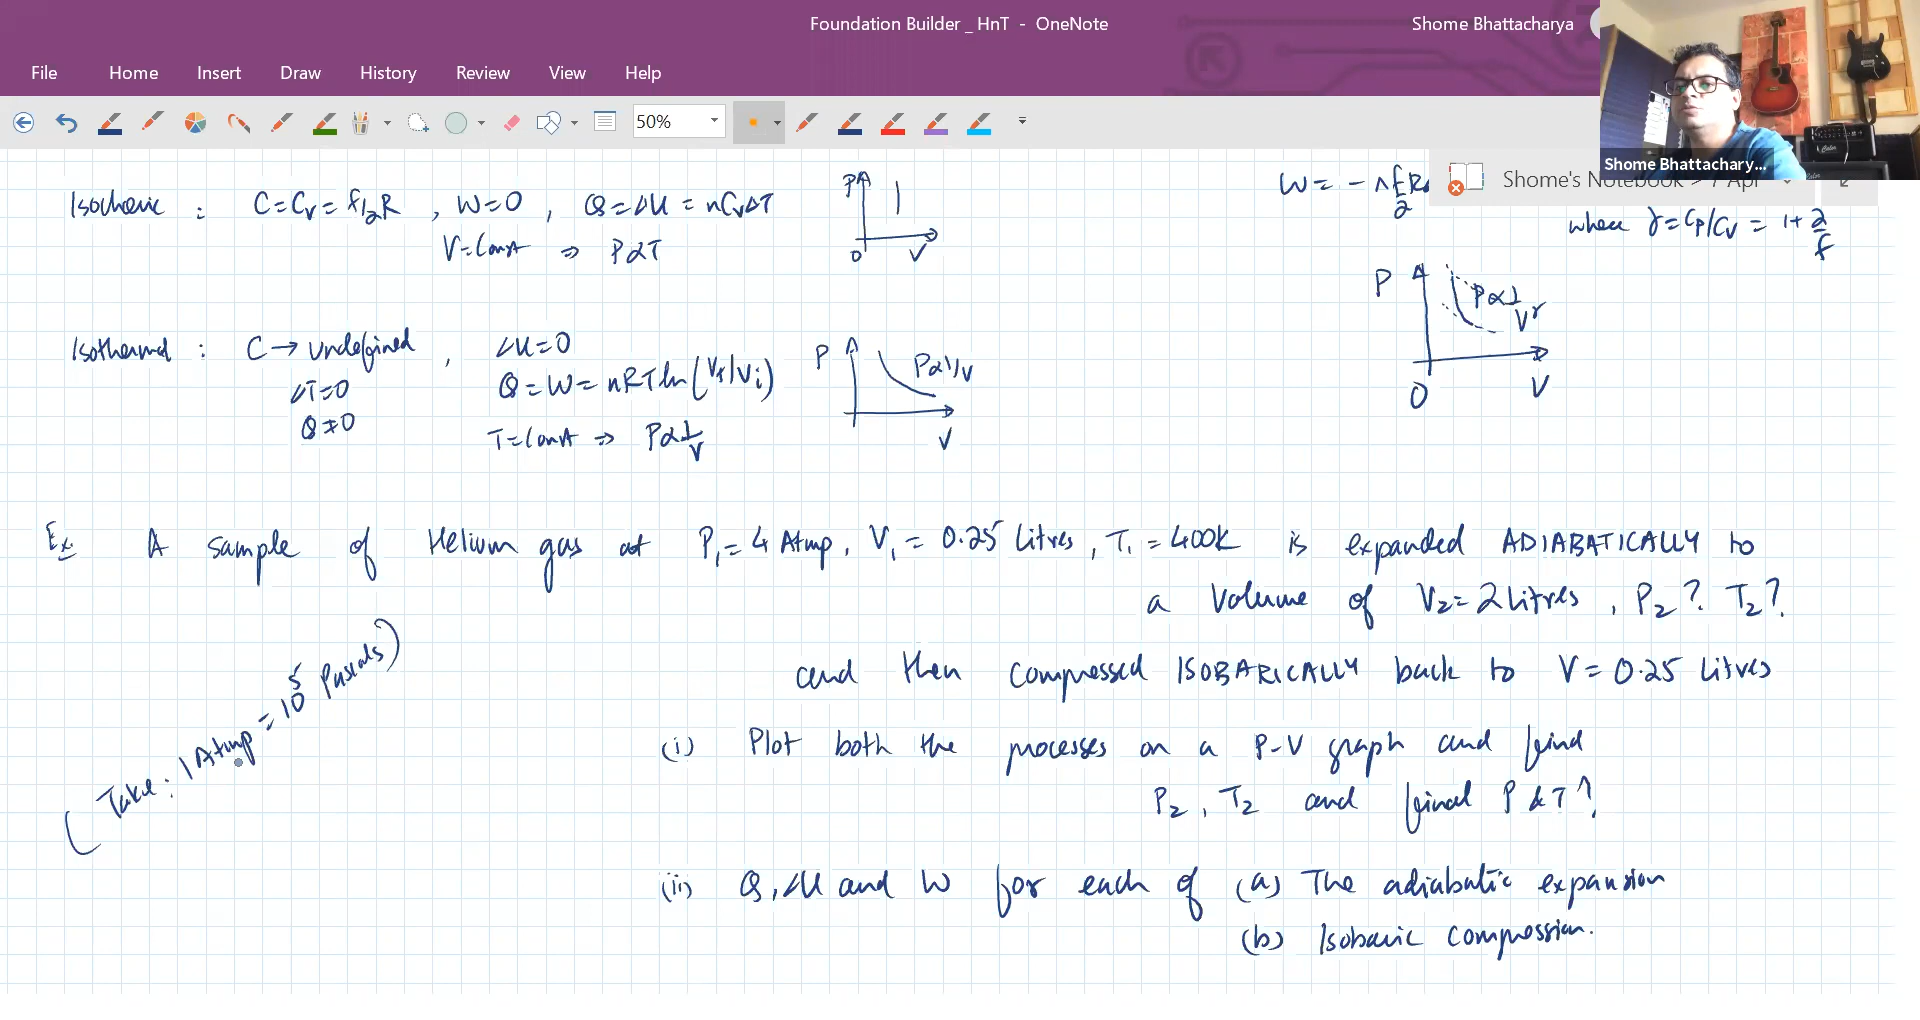 Foundation Builder _ HnT - OneNote
Shome Bhattacharya
File Home Insert Draw History Review View Help
50%
Shome Bhattachary...
Shome's Notebook > 7 Apr
Isochoric : C = Cv = f/2 R , W = 0 , Q = ΔU = nCvΔT
V = Const ⇒ P α T
P
O
V
W = - n f/2 R
where γ = Cp/Cv = 1 + 2/f
P
P α 1/V^γ
O
V
Isothermal : C → undefined , ΔU = 0
ΔT = 0
Q ≠ 0
Q = W = nRT ln (Vf/Vi)
T = Const ⇒ P α 1/V
P
P α 1/V
V
Ex. A sample of Helium gas at P1 = 4 Atmp, V1 = 0.25 litres, T1 = 400K is expanded ADIABATICALLY to
a volume of V2 = 2 litres, P2? T2?
and then compressed ISOBARICALLY back to V = 0.25 litres
(Take: 1 Atmp = 10^5 Pascals)
(i) Plot both the processes on a P-V graph and find
P2, T2 and final P & T?
(ii) Q, ΔU and W for each of (a) The adiabatic expansion
(b) Isobaric compression.